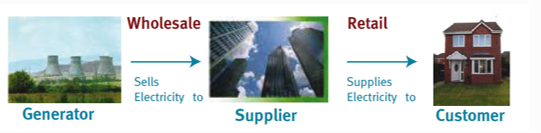 Wholesale
Retail
Sells
Electricity to
Supplies
Electricity to
Generator
Supplier
Customer